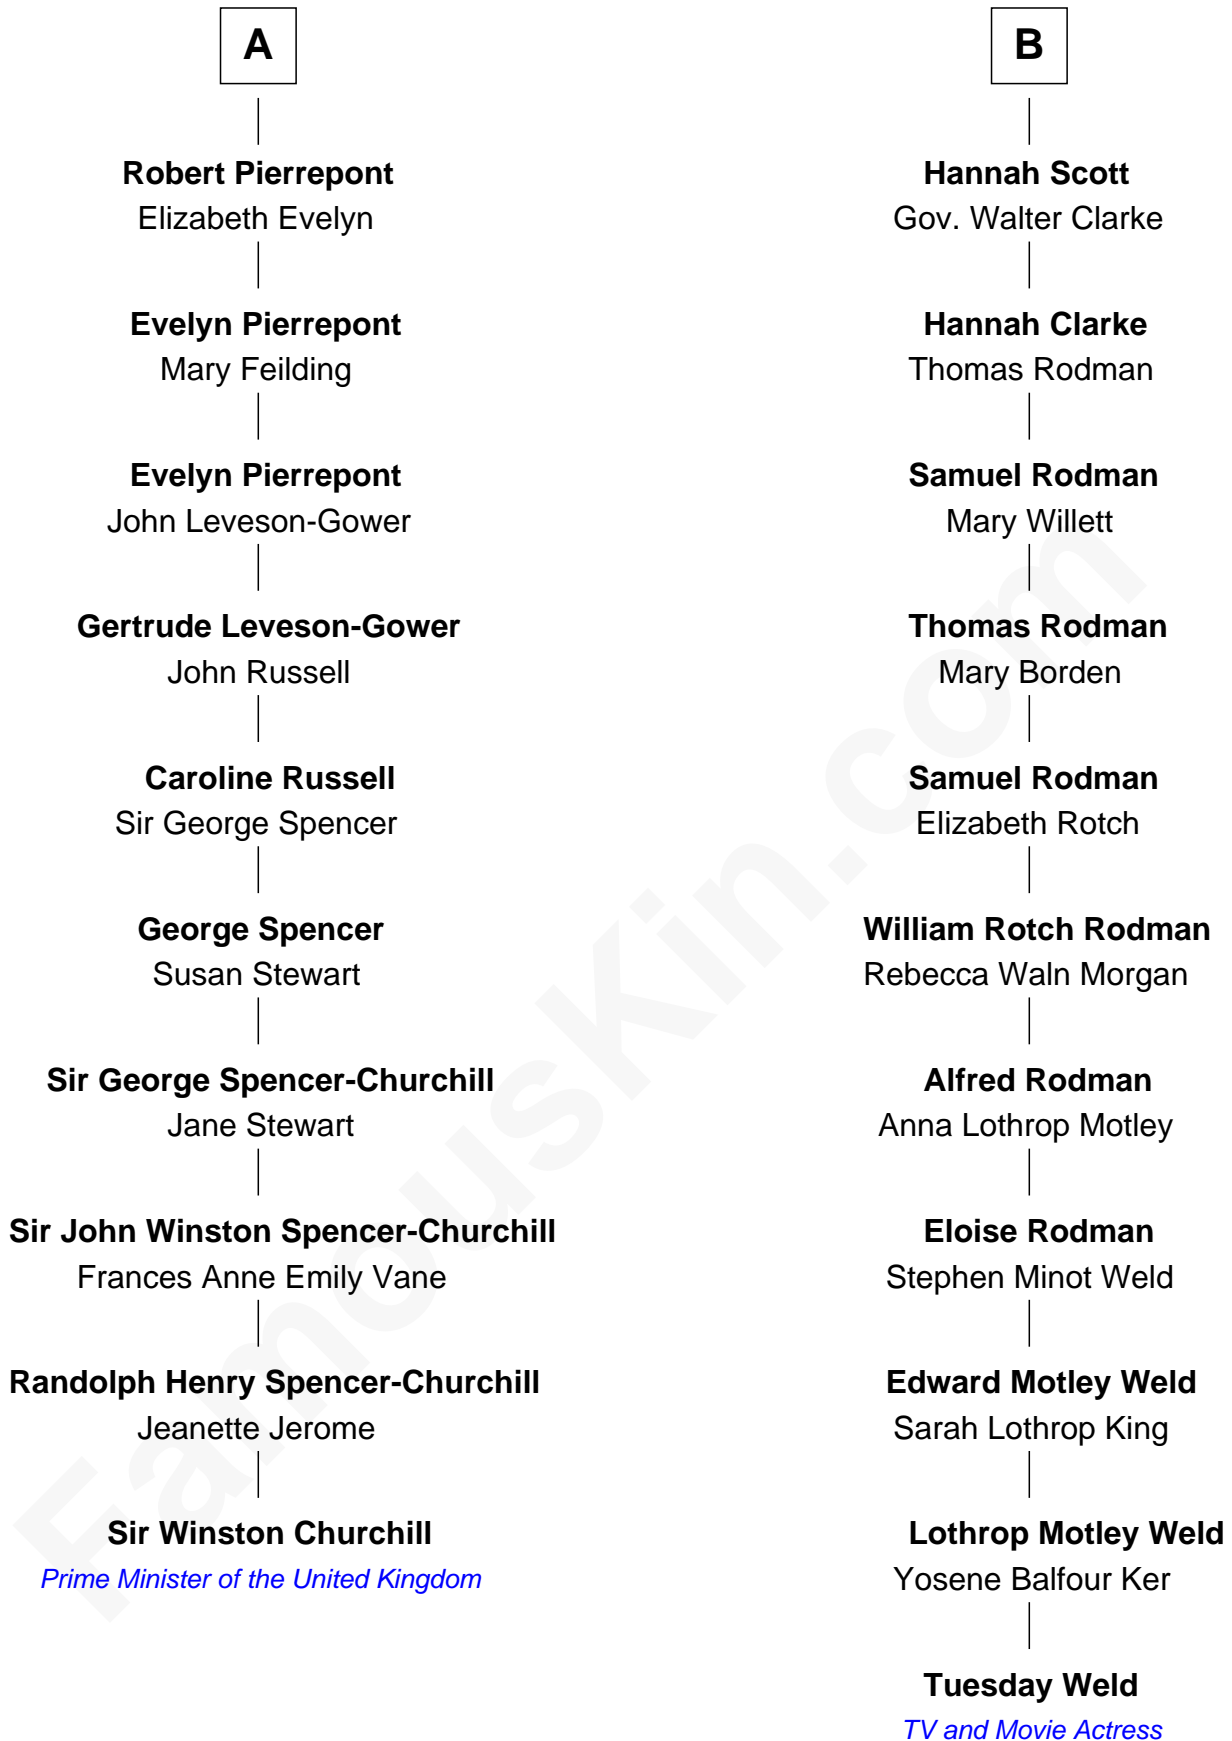 A
Robert Pierrepont
Elizabeth Evelyn
Evelyn Pierrepont
Mary Feilding
Evelyn Pierrepont
John Leveson-Gower
Gertrude Leveson-Gower
John Russell
Caroline Russell
Sir George Spencer
George Spencer
Susan Stewart
Sir George Spencer-Churchill
Jane Stewart
Sir John Winston Spencer-Churchill
Frances Anne Emily Vane
Randolph Henry Spencer-Churchill
Jeanette Jerome
Sir Winston Churchill
Prime Minister of the United Kingdom
B
Hannah Scott
Gov. Walter Clarke
Hannah Clarke
Thomas Rodman
Samuel Rodman
Mary Willett
Thomas Rodman
Mary Borden
Samuel Rodman
Elizabeth Rotch
William Rotch Rodman
Rebecca Waln Morgan
Alfred Rodman
Anna Lothrop Motley
Eloise Rodman
Stephen Minot Weld
Edward Motley Weld
Sarah Lothrop King
Lothrop Motley Weld
Yosene Balfour Ker
Tuesday Weld
TV and Movie Actress
FamousKin.com